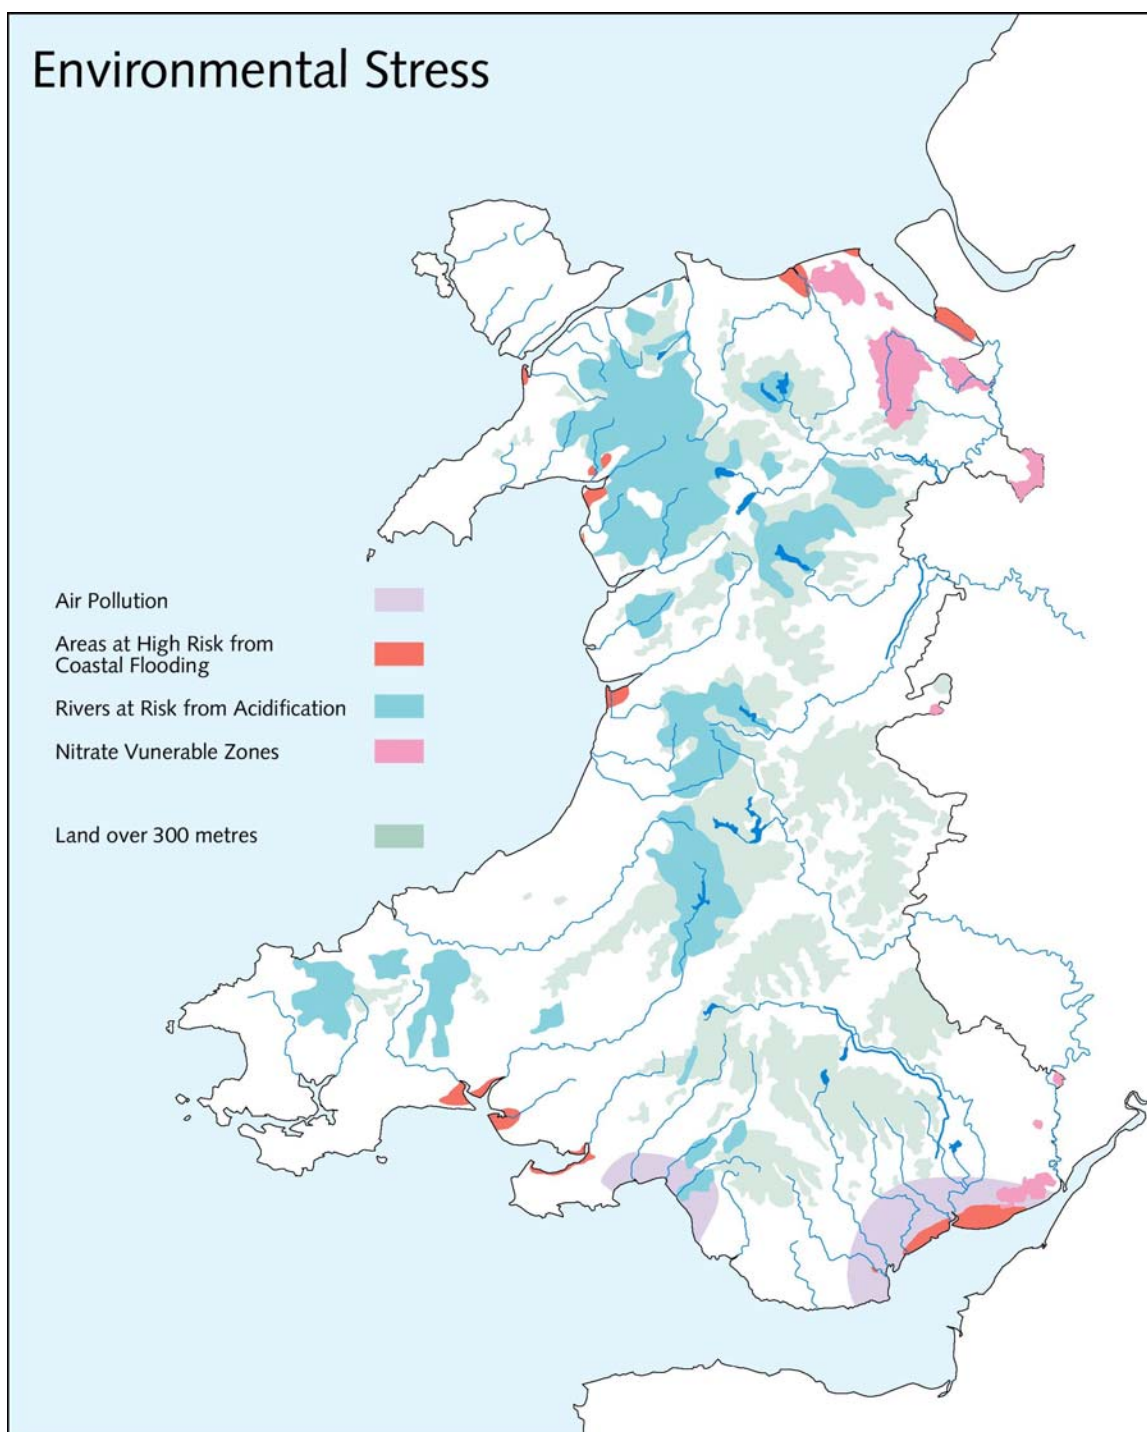 Environmental Stress
Air Pollution
Areas at High Risk from
Coastal Flooding
Rivers at Risk from Acidification
Nitrate Vunerable Zones
Land over 300 metres